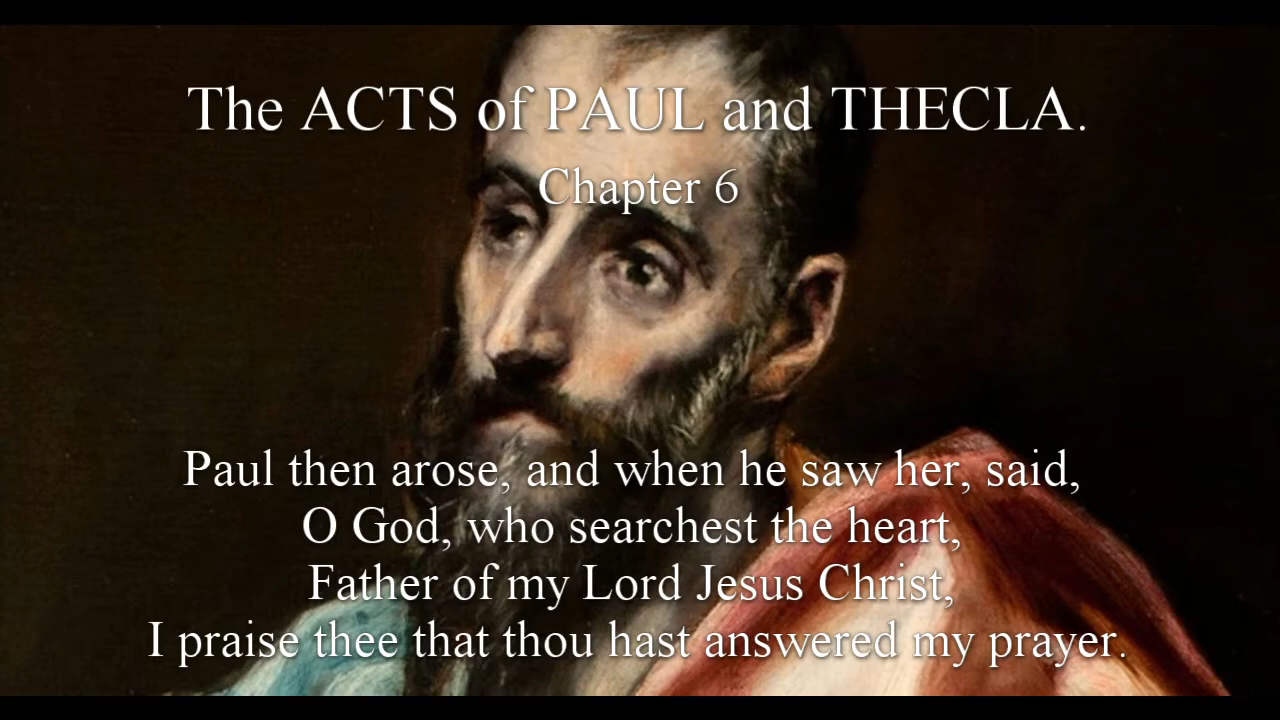 The ACTS of PAUL and THECLA.
Chapter 6
Paul then arose, and when he saw her, said,
O God, who searchest the heart,
Father of my Lord Jesus Christ,
I praise thee that thou hast answered my prayer.